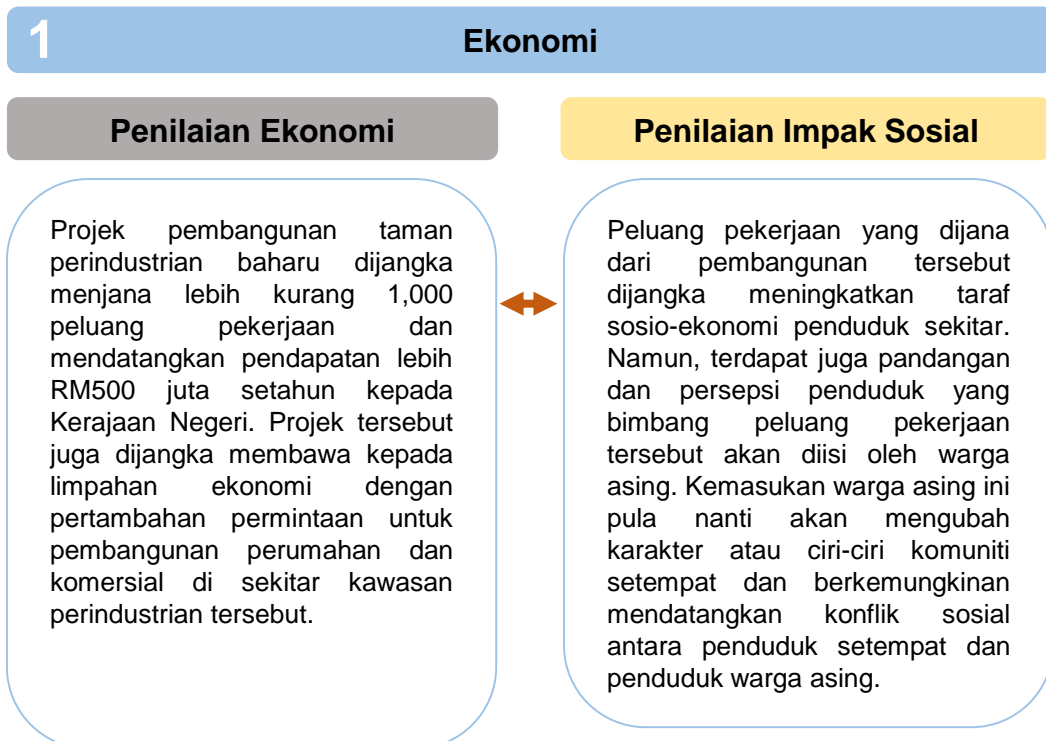 1
Ekonomi
Penilaian Ekonomi
Projek pembangunan taman
perindustrian baharu dijangka
menjana lebih kurang 1,000
peluang pekerjaan dan
mendatangkan pendapatan lebih
RM500 juta setahun kepada
Kerajaan Negeri. Projek tersebut
juga dijangka membawa kepada
limpahan ekonomi dengan
pertambahan permintaan untuk
pembangunan perumahan dan
komersial di sekitar kawasan
perindustrian tersebut.
Penilaian Impak Sosial
Peluang pekerjaan yang dijana
dari pembangunan tersebut
dijangka meningkatkan taraf
sosio-ekonomi penduduk sekitar.
Namun, terdapat juga pandangan
dan persepsi penduduk yang
bimbang peluang pekerjaan
tersebut akan diisi oleh warga
asing. Kemasukan warga asing ini
pula nanti akan mengubah
karakter atau ciri-ciri komuniti
setempat dan berkemungkinan
mendatangkan konflik sosial
antara penduduk setempat dan
penduduk warga asing.